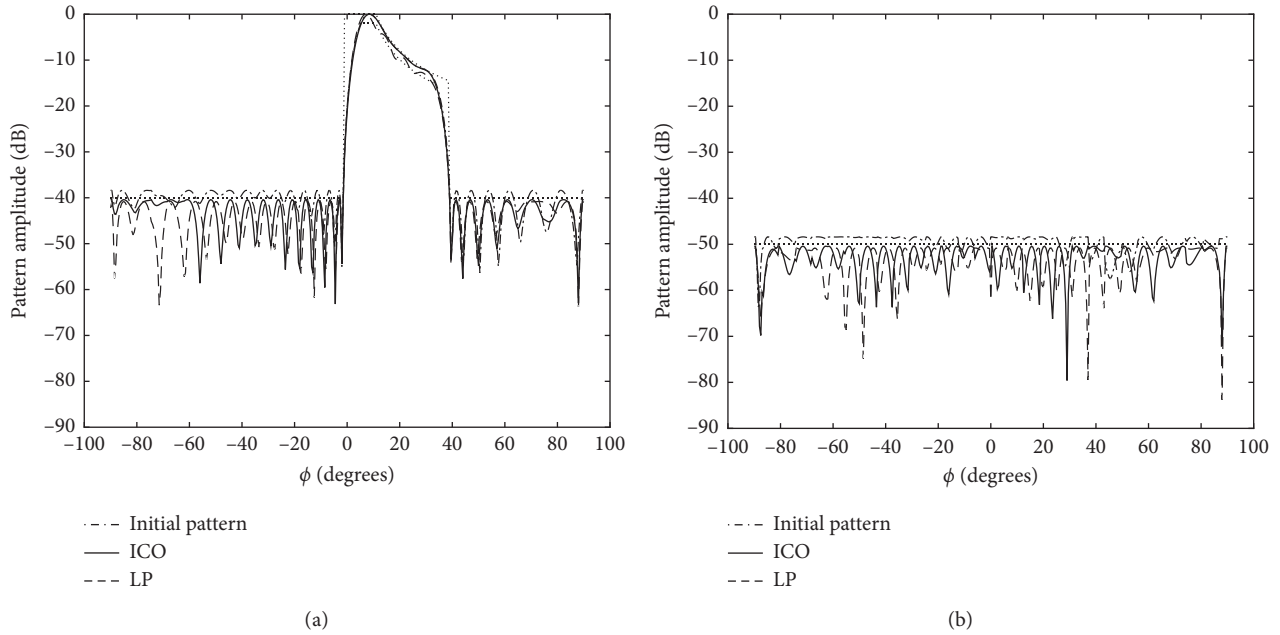 Pattern amplitude (dB)
0
–10
–20
–30
–40
–50
–60
–70
–80
–90
–100 –80 –60 –40 –20 0 20 40 60 80 100
ϕ (degrees)
Initial pattern
ICO
LP
(a)
Pattern amplitude (dB)
0
–10
–20
–30
–40
–50
–60
–70
–80
–90
–100 –80 –60 –40 –20 0 20 40 60 80 100
ϕ (degrees)
Initial pattern
ICO
LP
(b)